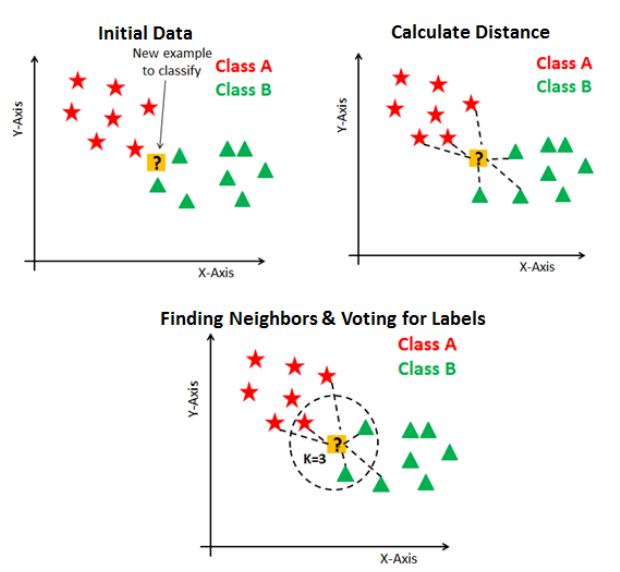 Initial Data
New example
to classify
Class A
Class B
Y-Axis
?
X-Axis
Calculate Distance
Class A
Class B
Y-Axis
?
X-Axis
Finding Neighbors & Voting for Labels
Class A
Class B
Y-Axis
?
K=3
X-Axis